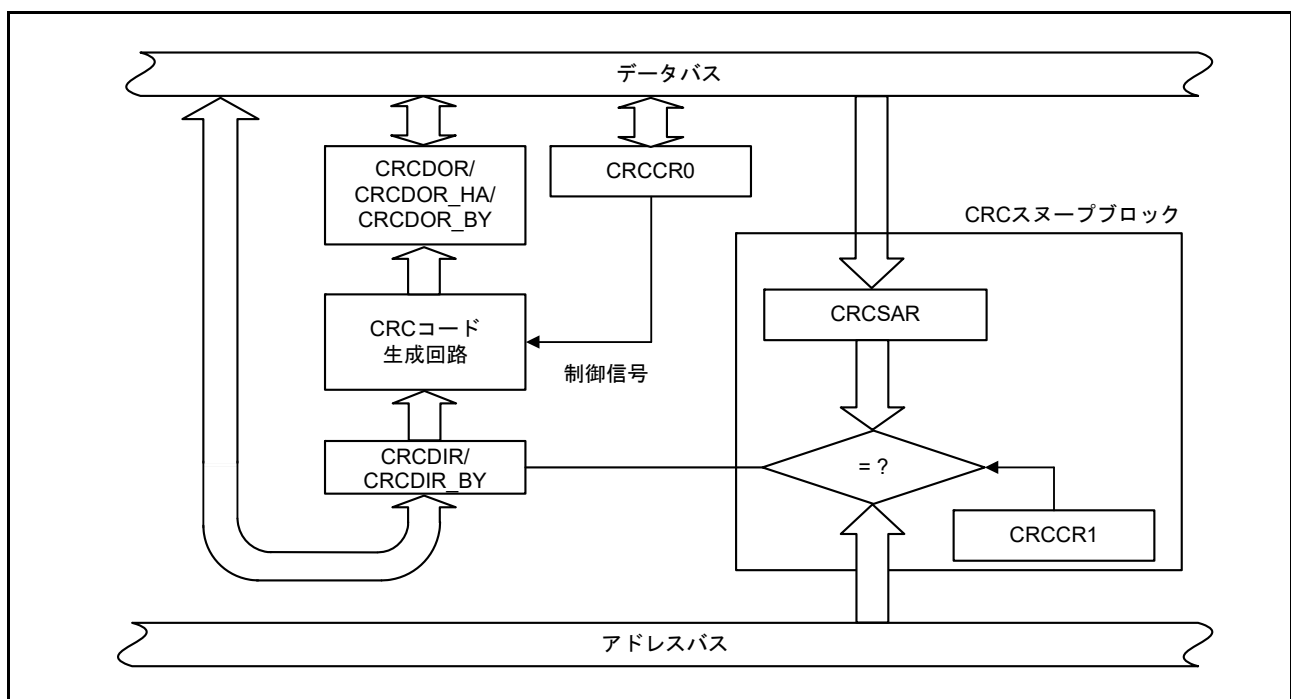 データバス
CRCDOR/
CRCDOR_HA/
CRCDOR_BY
CRCCR0
CRCスヌープブロック
CRCSAR
CRCコード
生成回路
制御信号
CRCDIR/
CRCDIR_BY
= ?
CRCCR1
アドレスバス